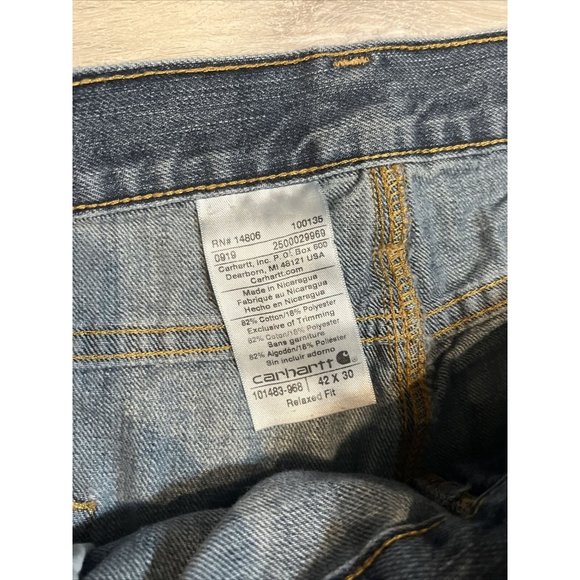 RN# 14806 100135
0919 2500029969
Carhartt, Inc. P.O. Box 600
Dearborn, MI 48121 USA
Carhartt.com
Made in Nicaragua
Fabriqué au Nicaragua
Hecho en Nicaragua
82% Cotton/18% Polyester
Exclusive of Trimming
82% Coton/18% Polyester
Sans garniture
82% Algodon/18% Poliéster
Sin incluir adorno
carhartt
101483-968 42 X 30
Relaxed Fit